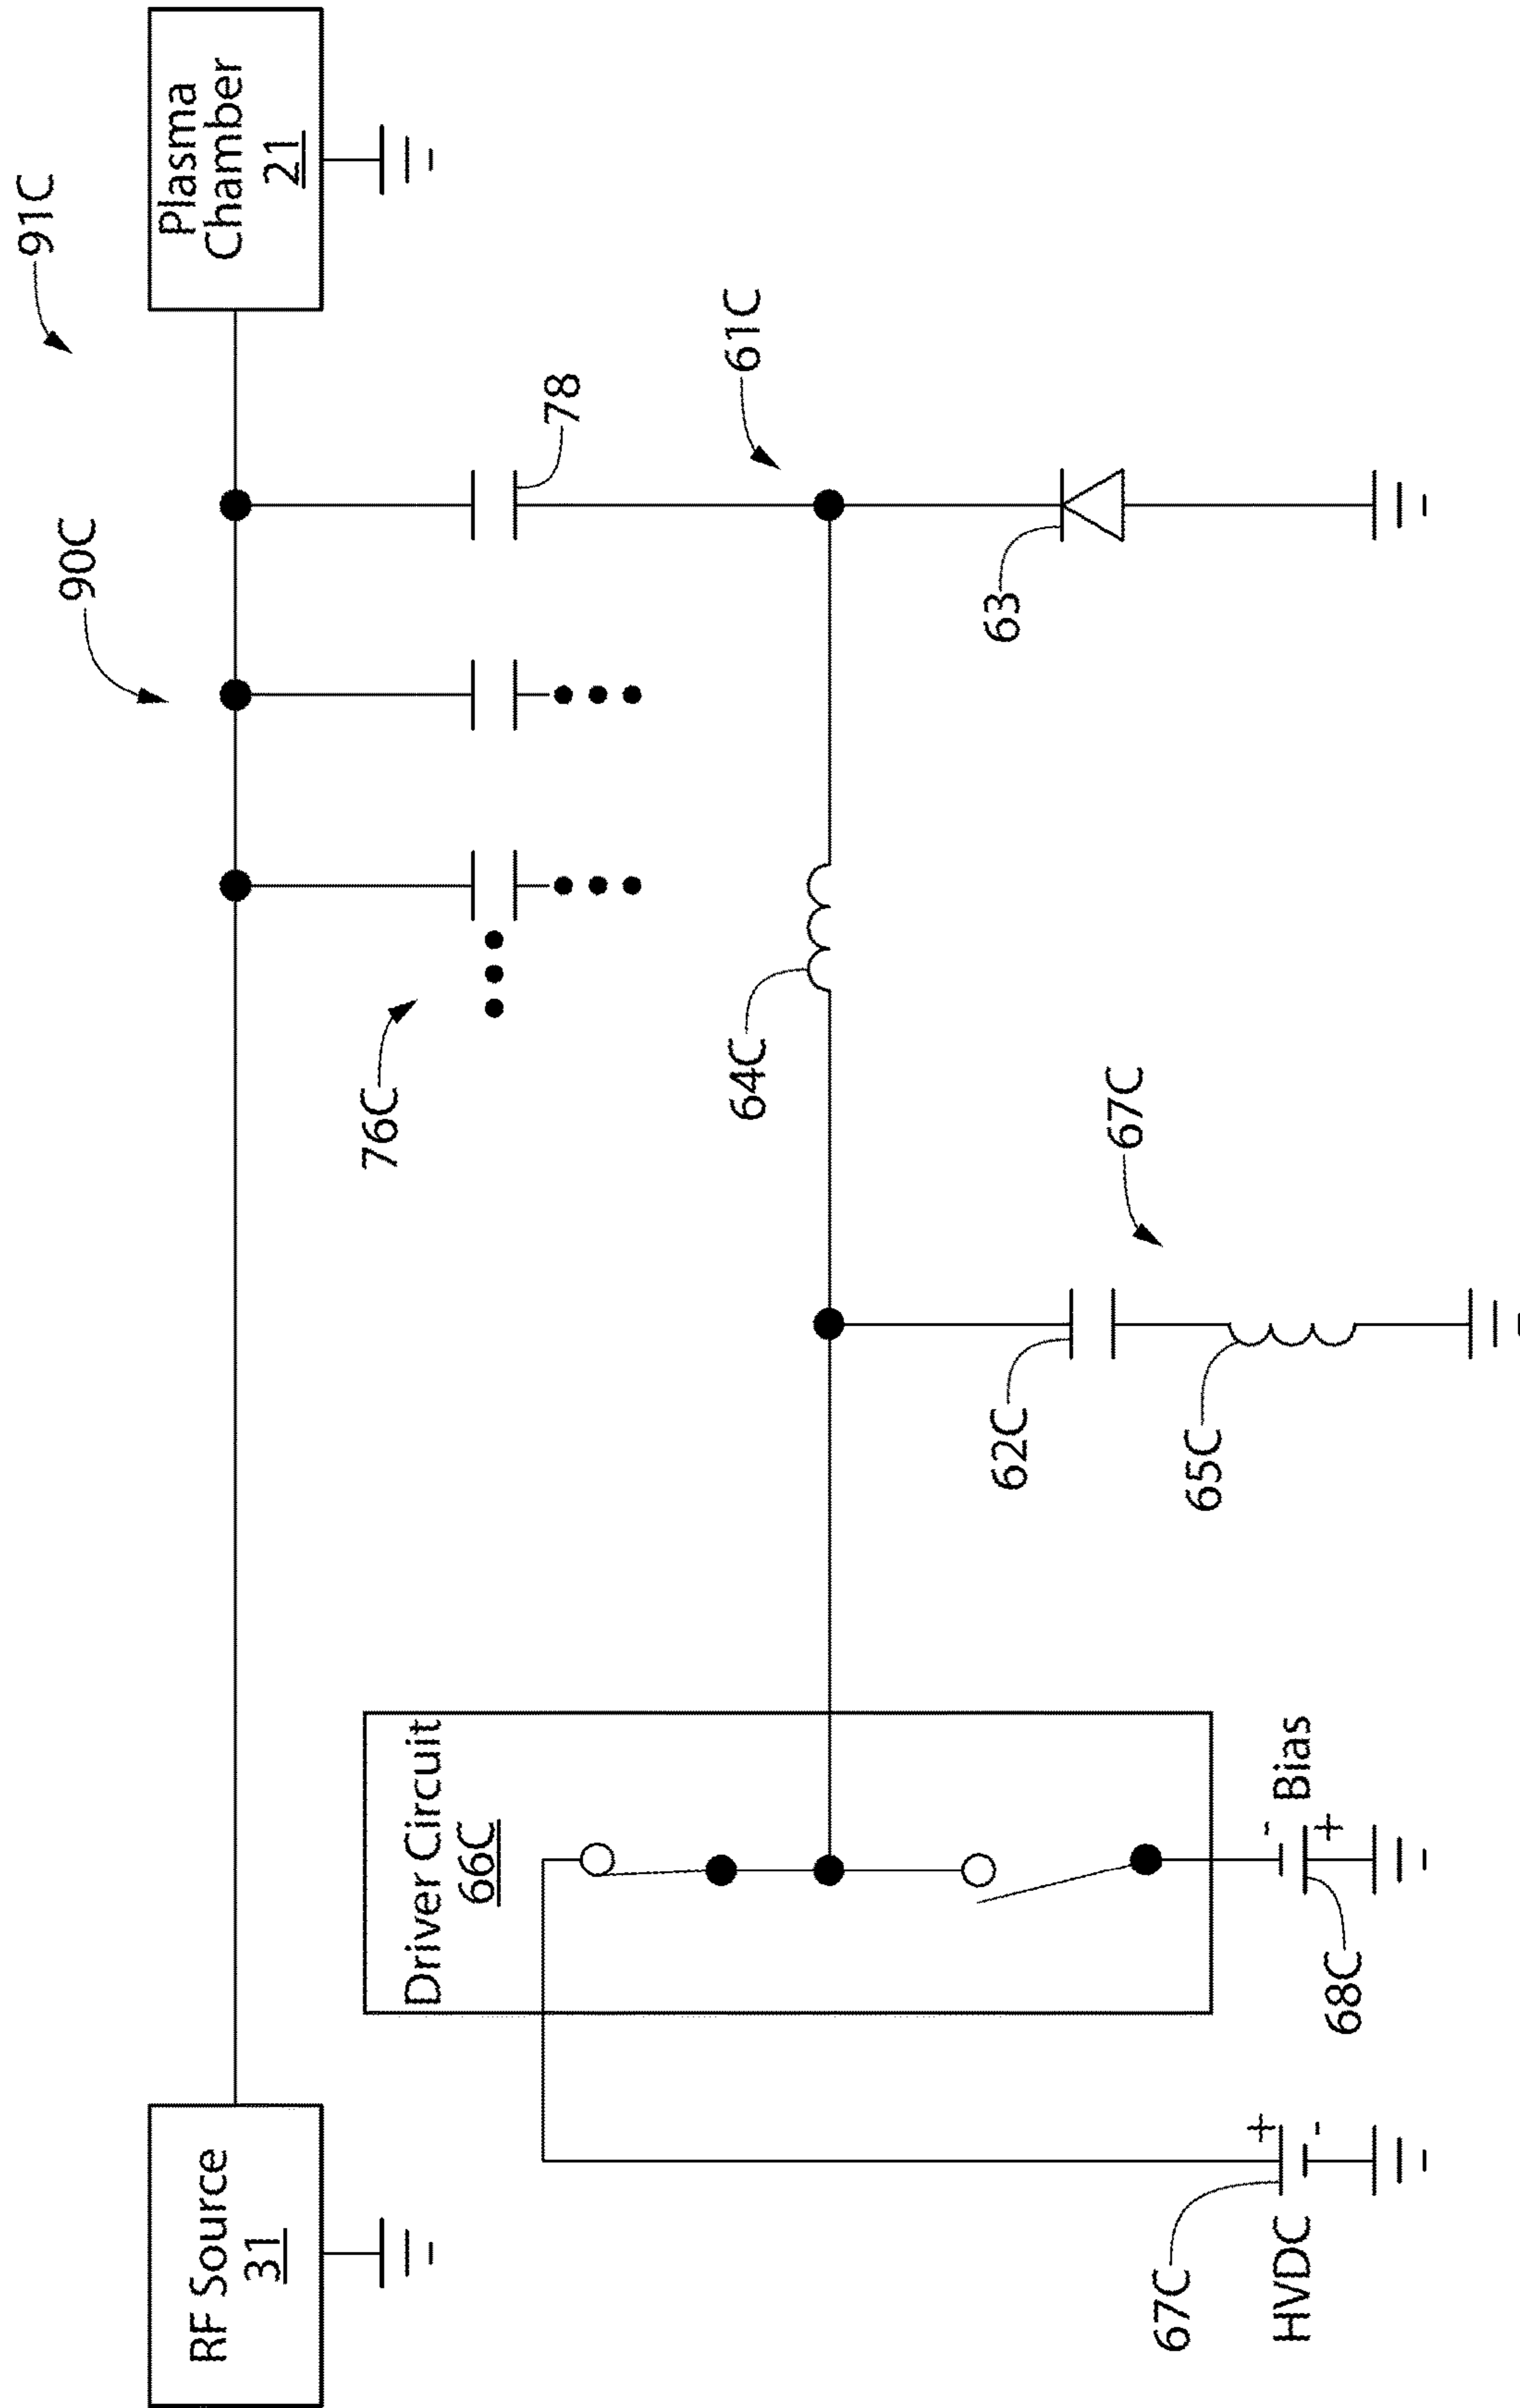 91C
90C
RF Source
31
Plasma
Chamber
21
76C
78
Driver Circuit
66C
64C
61C
67C
62C
63
65C
67C
+
-
HVDC
68C
-
+
Bias